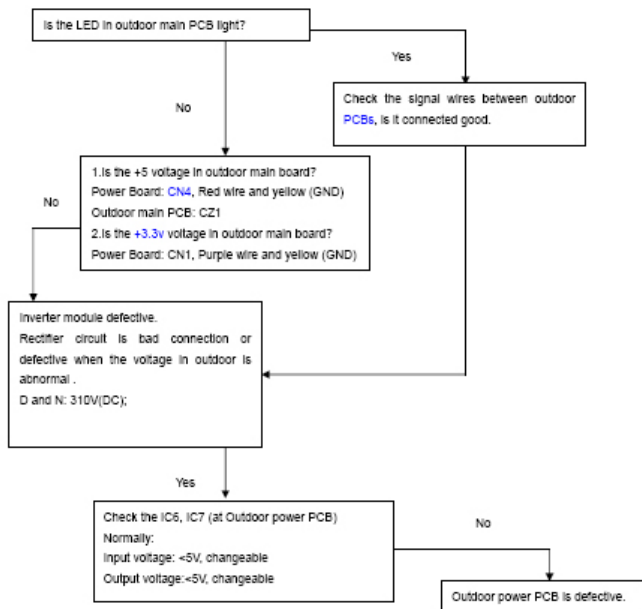 Is the LED in outdoor main PCB light?
Yes
No
Check the signal wires between outdoor
PCBs, is it connected good.
1.Is the +5 voltage in outdoor main board?
Power Board: CN4, Red wire and yellow (GND)
Outdoor main PCB: CZ1
2.Is the +3.3v voltage in outdoor main board?
Power Board: CN1, Purple wire and yellow (GND)
No
Inverter module defective.
Rectifier circuit is bad connection or
defective when the voltage in outdoor is
abnormal .
D and N: 310V(DC);
Yes
Check the IC6, IC7 (at Outdoor power PCB)
Normally:
Input voltage: <5V, changeable
Output voltage:<5V, changeable
No
Outdoor power PCB is defective.